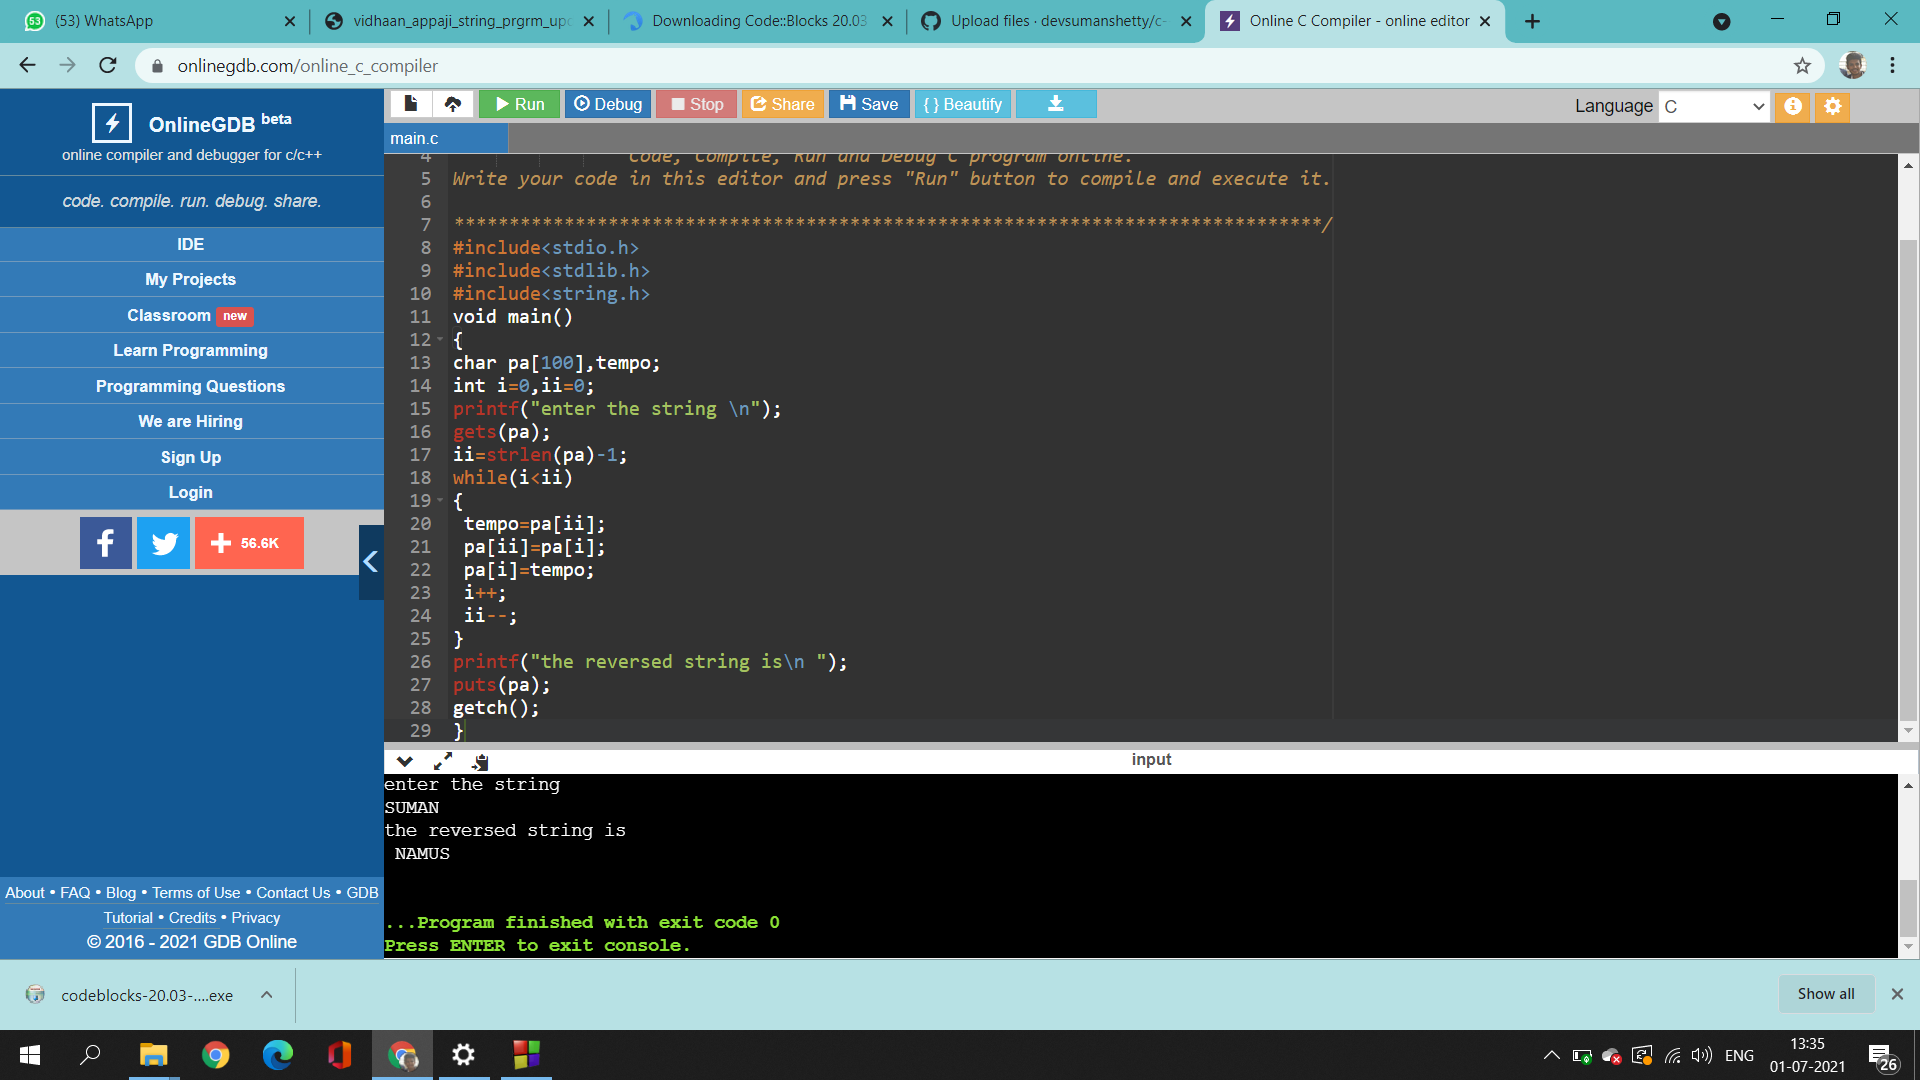 (53) WhatsApp
vidhaan_appaji_string_prgrm_upd
Downloading Code::Blocks 20.03
Upload files · devsumanshetty/c-
Online C Compiler - online editor
onlinegdb.com/online_c_compiler
OnlineGDB beta
online compiler and debugger for c/c++
code. compile. run. debug. share.
IDE
My Projects
Classroom new
Learn Programming
Programming Questions
We are Hiring
Sign Up
Login
56.6K
About • FAQ • Blog • Terms of Use • Contact Us • GDB
Tutorial • Credits • Privacy
© 2016 - 2021 GDB Online
Run Debug Stop Share Save {} Beautify
Language C
main.c
4 Code, Compile, Run and Debug C program online.
5 Write your code in this editor and press "Run" button to compile and execute it.
6
7 *******************************************************************************/
8 #include<stdio.h>
9 #include<stdlib.h>
10 #include<string.h>
11 void main()
12 {
13 char pa[100],tempo;
14 int i=0,ii=0;
15 printf("enter the string \n");
16 gets(pa);
17 ii=strlen(pa)-1;
18 while(i<ii)
19 {
20 tempo=pa[ii];
21 pa[ii]=pa[i];
22 pa[i]=tempo;
23 i++;
24 ii--;
25 }
26 printf("the reversed string is\n ");
27 puts(pa);
28 getch();
29 }
input
enter the string
SUMAN
the reversed string is
NAMUS
...Program finished with exit code 0
Press ENTER to exit console.
codeblocks-20.03-....exe
Show all
ENG
13:35
01-07-2021
26